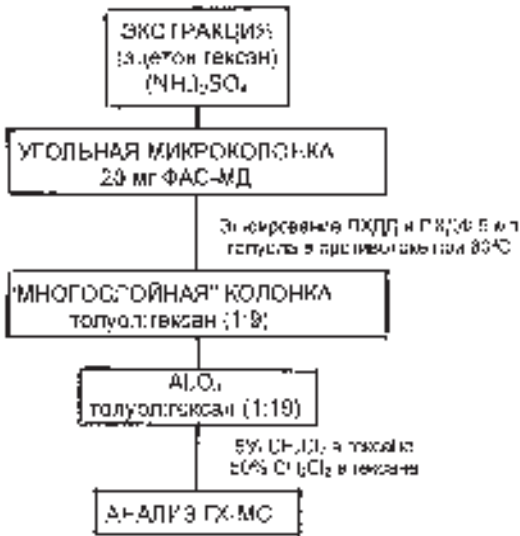 ЭКСТРАКЦИЯ
(ацетон гексан)
(NH₄)₂SO₄
УГОЛЬНАЯ МИКРОКОЛОНКА
20 мг ФАС-МД
Элюирование ПХДД и ПХДФ 5 мл
толуола в противотоке при
"МНОГОСЛОЙНАЯ" КОЛОНКА
толуол:гексан (1:9)
Al₂O₃
толуол:гексан (1:19)
5% CH₂Cl₂ в гексане
50% CH₂Cl₂ в гексане
АНАЛИЗ ГХ-МС